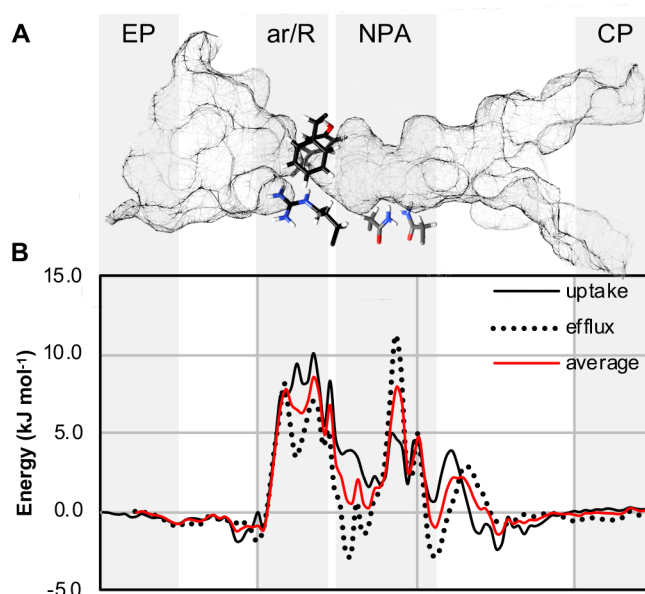 A
EP ar/R NPA CP
B
15.0
10.0
5.0
0.0
-5.0
Energy (kJ mol-1)
uptake
efflux
average